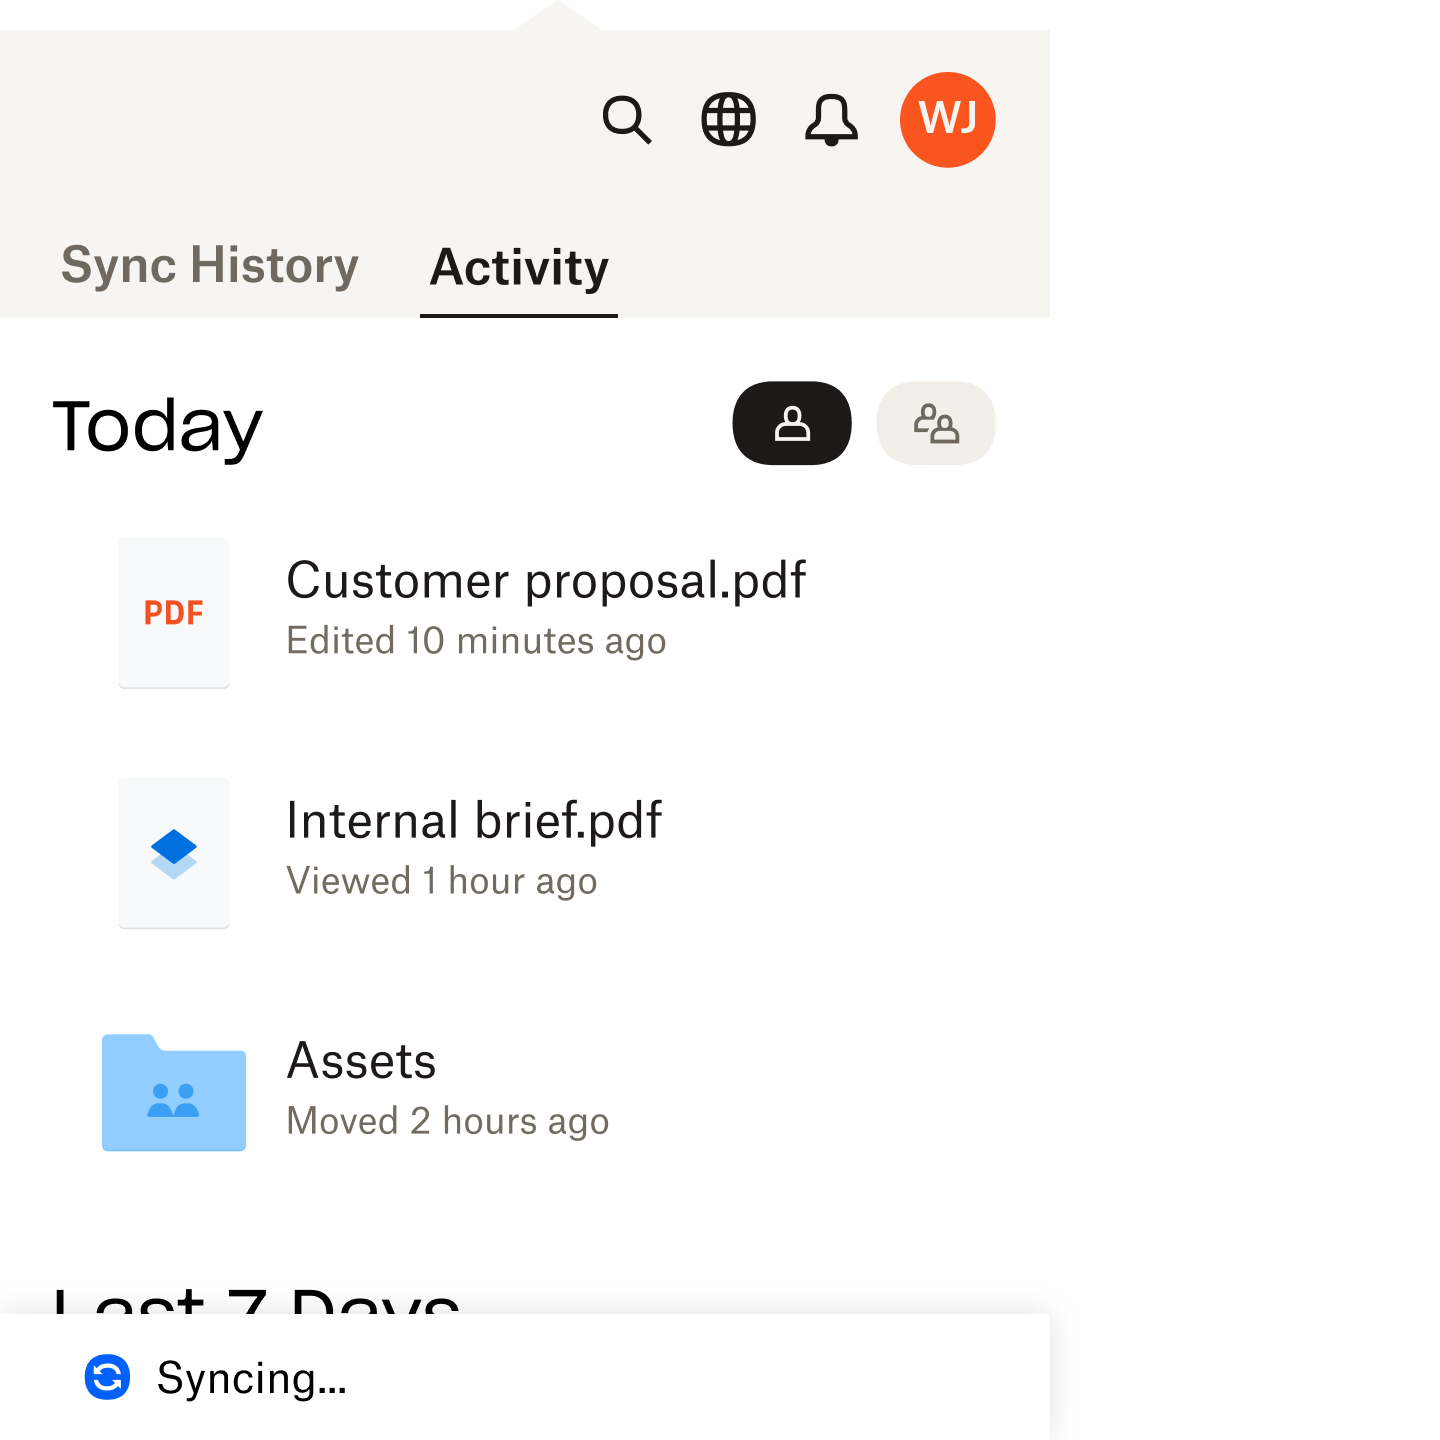 WJ
Sync History Activity
Today
PDF
Customer proposal.pdf
Edited 10 minutes ago
Internal brief.pdf
Viewed 1 hour ago
Assets
Moved 2 hours ago
Last 7 Days
Syncing...